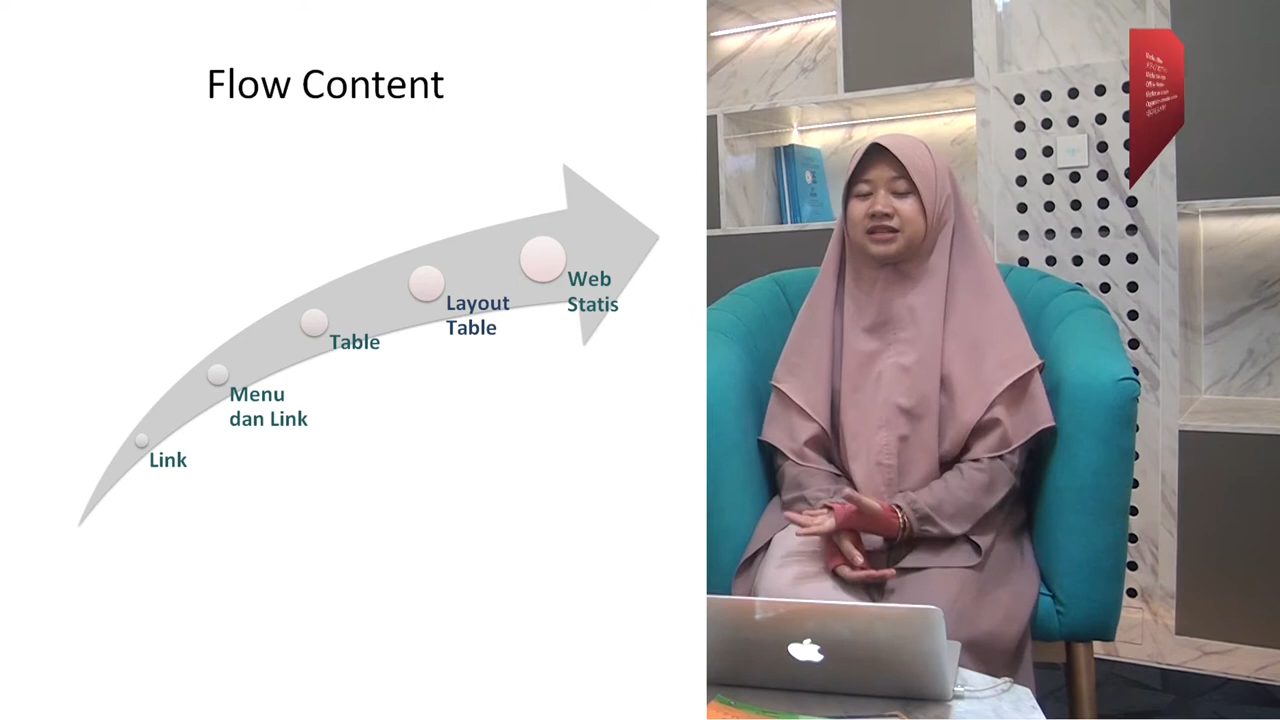 Flow Content
Link
Menu
dan Link
Table
Layout
Table
Web
Statis